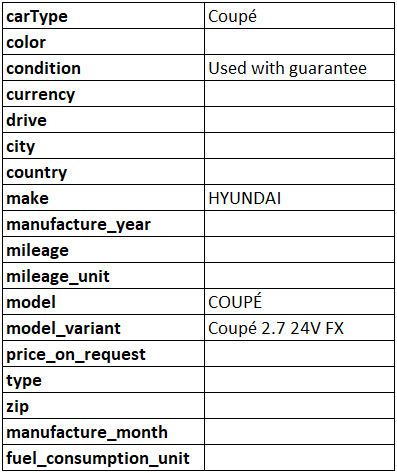 carType Coupé
color
condition Used with guarantee
currency
drive
city
country
make HYUNDAI
manufacture_year
mileage
mileage_unit
model COUPÉ
model_variant Coupé 2.7 24V FX
price_on_request
type
zip
manufacture_month
fuel_consumption_unit